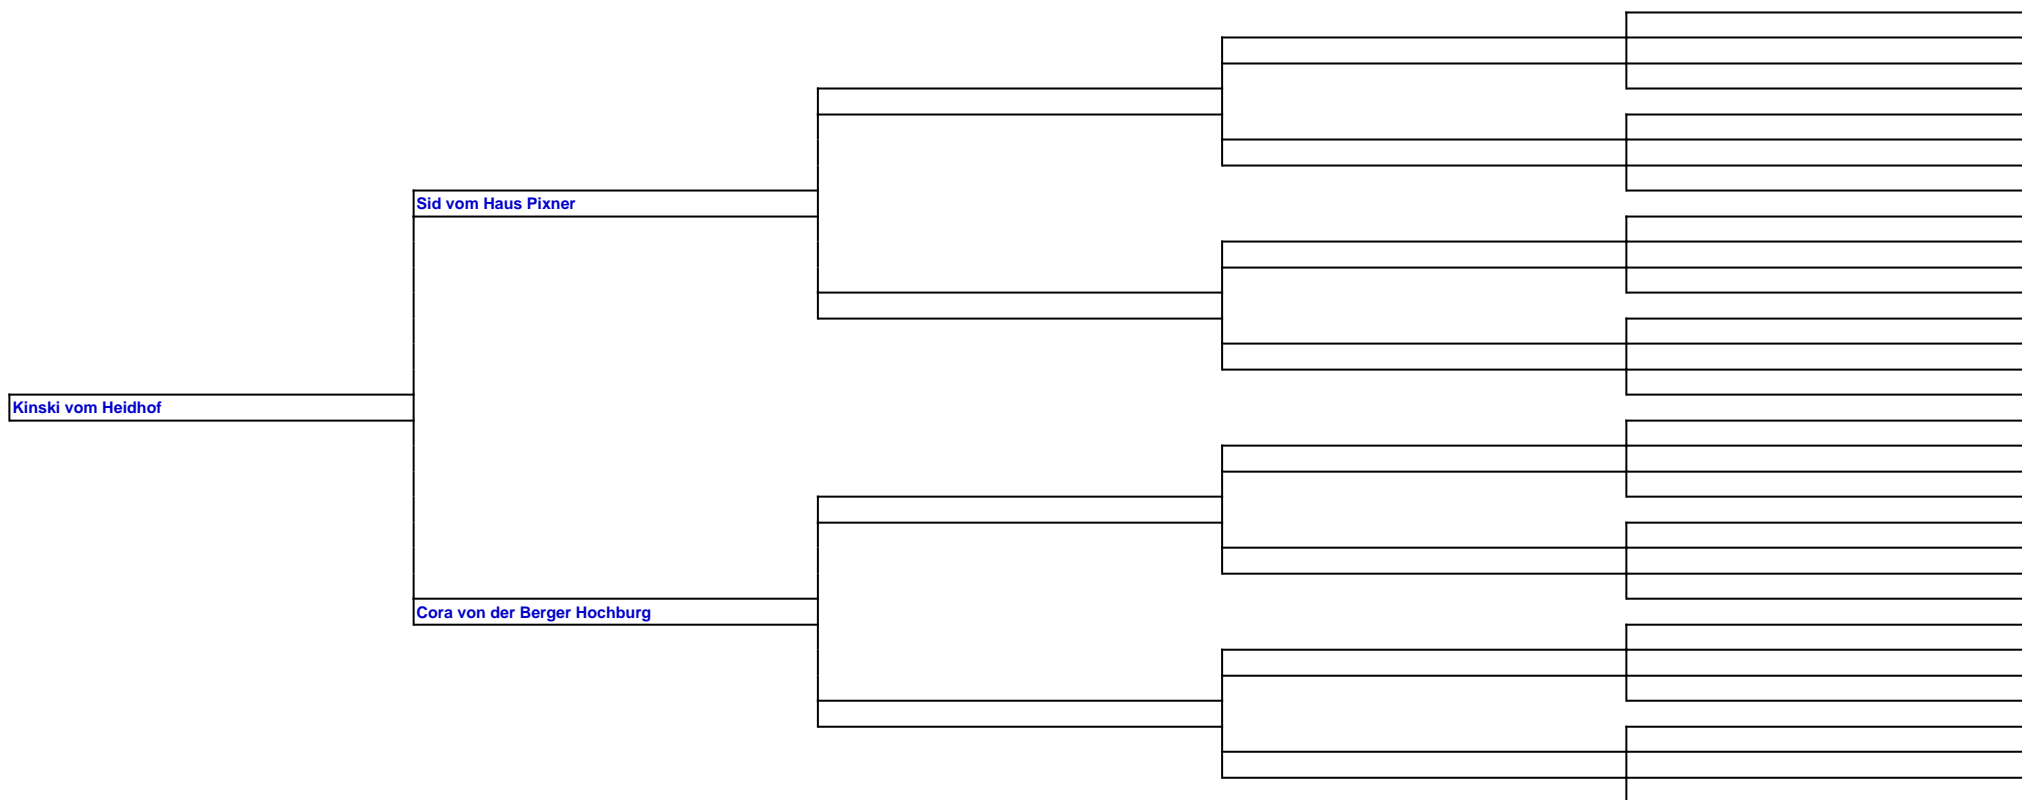 Sid vom Haus Pixner
Kinski vom Heidhof
Cora von der Berger Hochburg